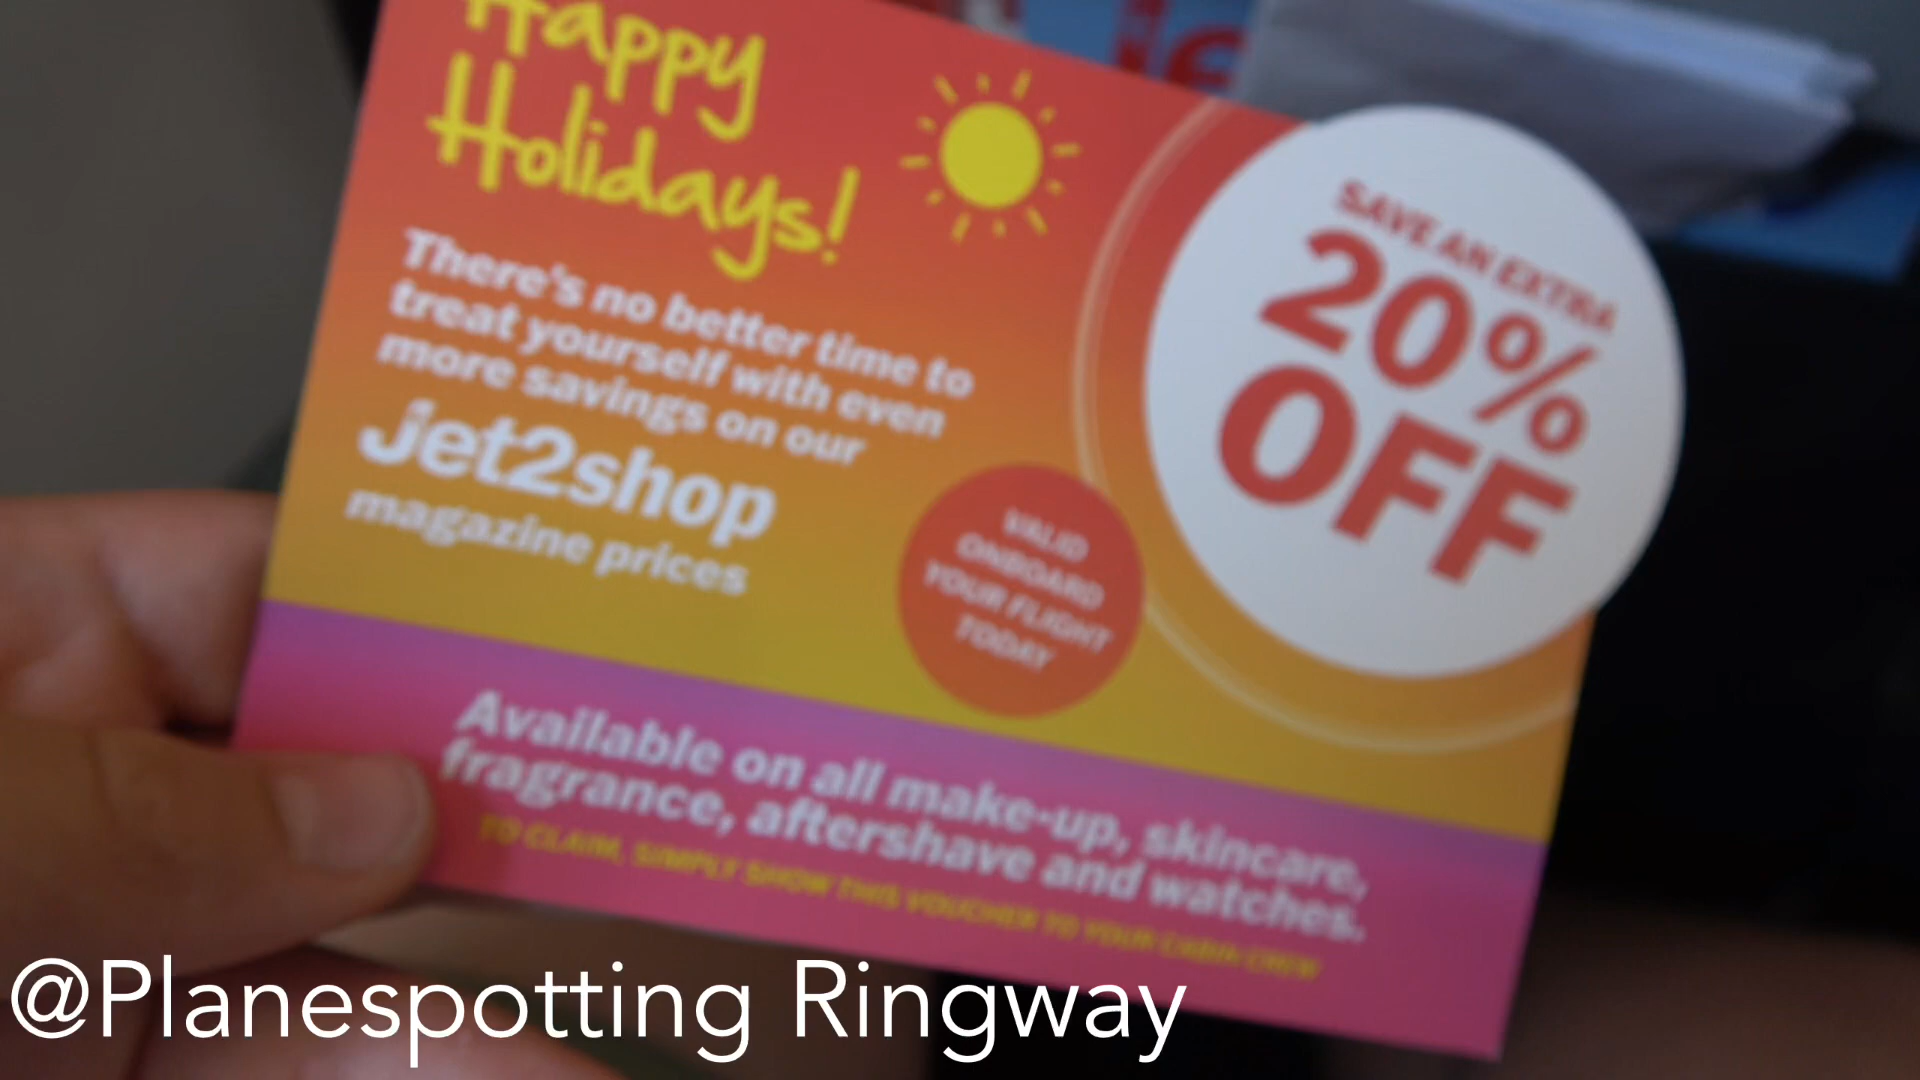 Happy
Holidays!
There's no better time to
treat yourself with even
more savings on our
Jet2shop
magazine prices
SAVE AN EXTRA
20%
OFF
VALID
ONBOARD
YOUR FLIGHT
TODAY
Available on all make-up, skincare,
fragrance, aftershave and watches.
TO CLAIM, SIMPLY SHOW THIS VOUCHER TO YOUR CABIN CREW
@Planespotting Ringway